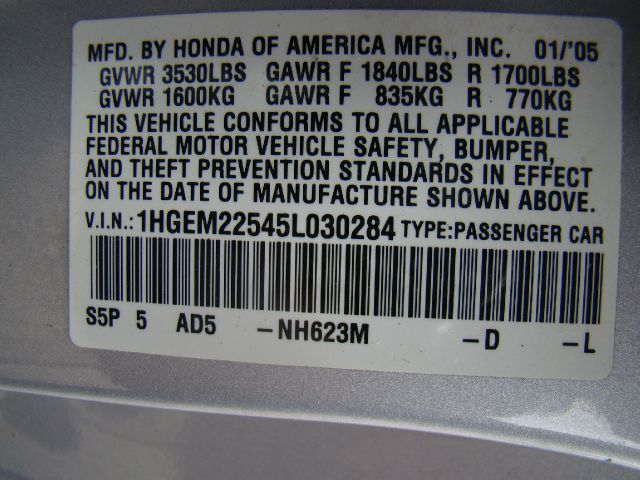 MFD. BY HONDA OF AMERICA MFG., INC. 01/'05
GVWR 3530LBS GAWR F 1840LBS R 1700LBS
GVWR 1600KG GAWR F 835KG R 770KG
THIS VEHICLE CONFORMS TO ALL APPLICABLE
FEDERAL MOTOR VEHICLE SAFETY, BUMPER,
AND THEFT PREVENTION STANDARDS IN EFFECT
ON THE DATE OF MANUFACTURE SHOWN ABOVE.
V.I.N.: 1HGEM22545L030284 TYPE:PASSENGER CAR
S5P 5 AD5 –NH623M –D –L